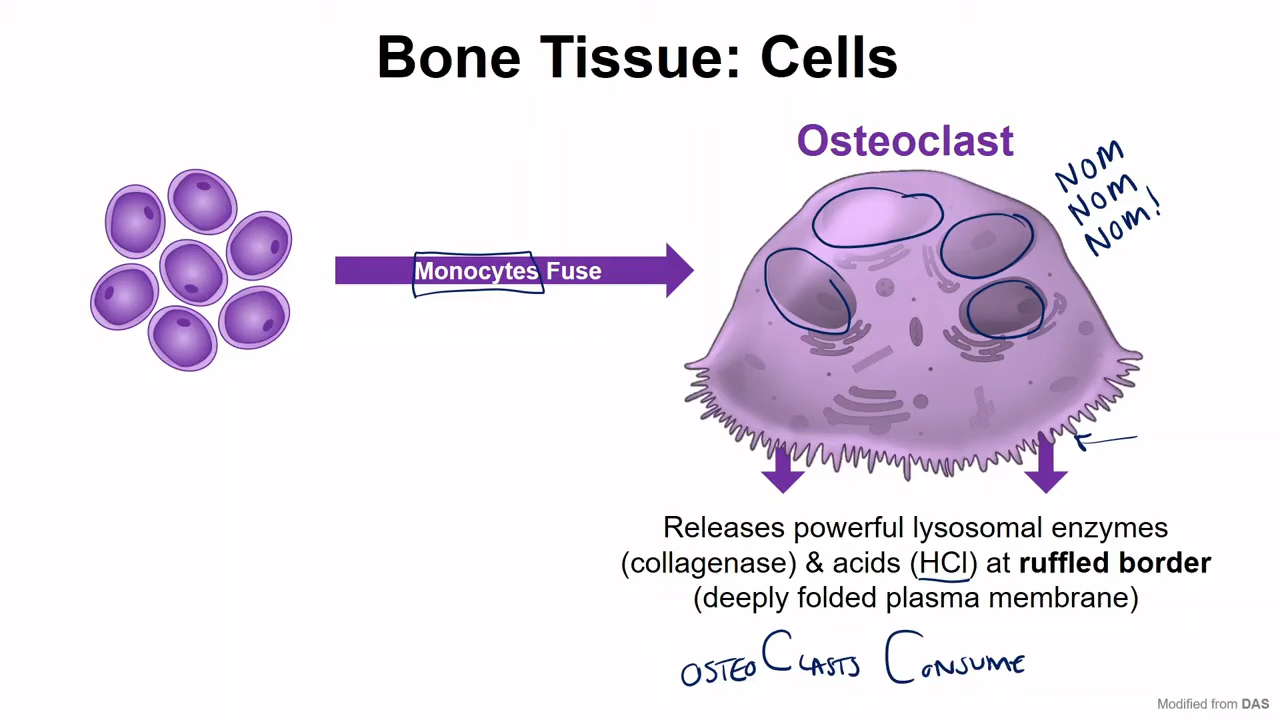 Bone Tissue: Cells
Osteoclast
NOM
NOM
NOM!
Monocytes Fuse
Releases powerful lysosomal enzymes
(collagenase) & acids (HCl) at ruffled border
(deeply folded plasma membrane)
OSTEOCLASTS CONSUME
Modified from DAS